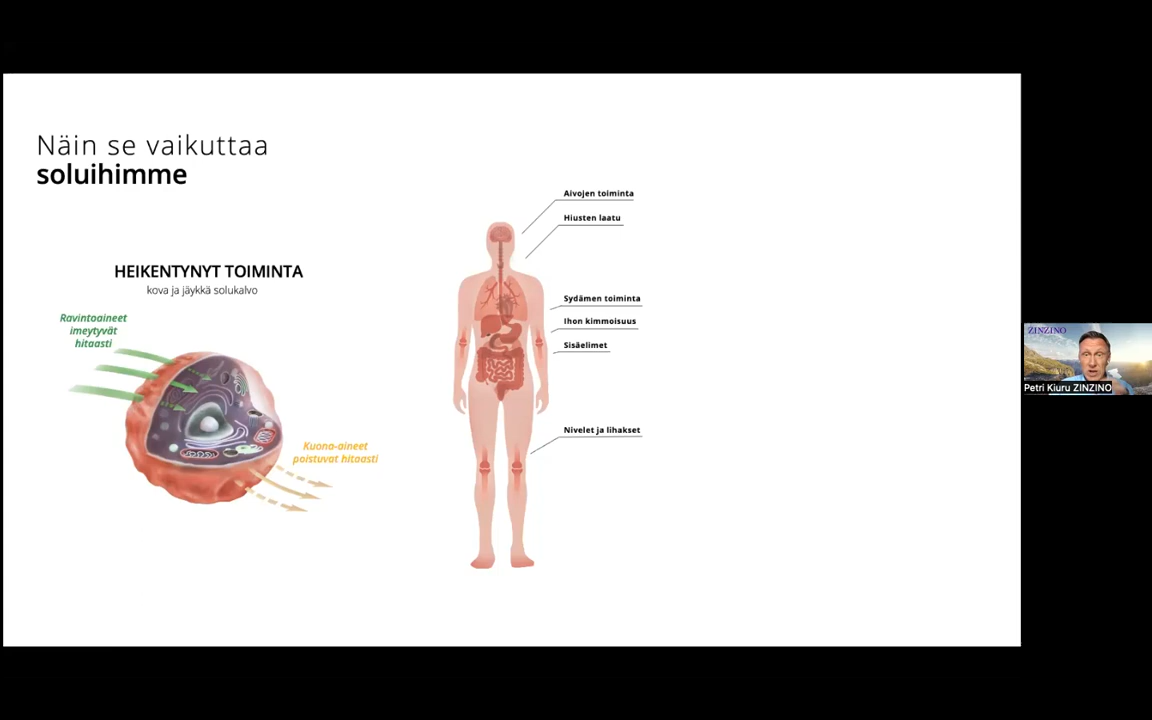 Näin se vaikuttaa
soluihimme
HEIKENTYNYT TOIMINTA
kova ja jäykkä solukalvo
Ravintoaineet
imeytyvät
hitaasti
Kuona-aineet
poistuvat hitaasti
Aivojen toiminta
Hiusten laatu
Sydämen toiminta
Ihon kimmoisuus
Sisäelimet
Nivelet ja lihakset
ZINZINO
Petri Kiuru ZINZINO